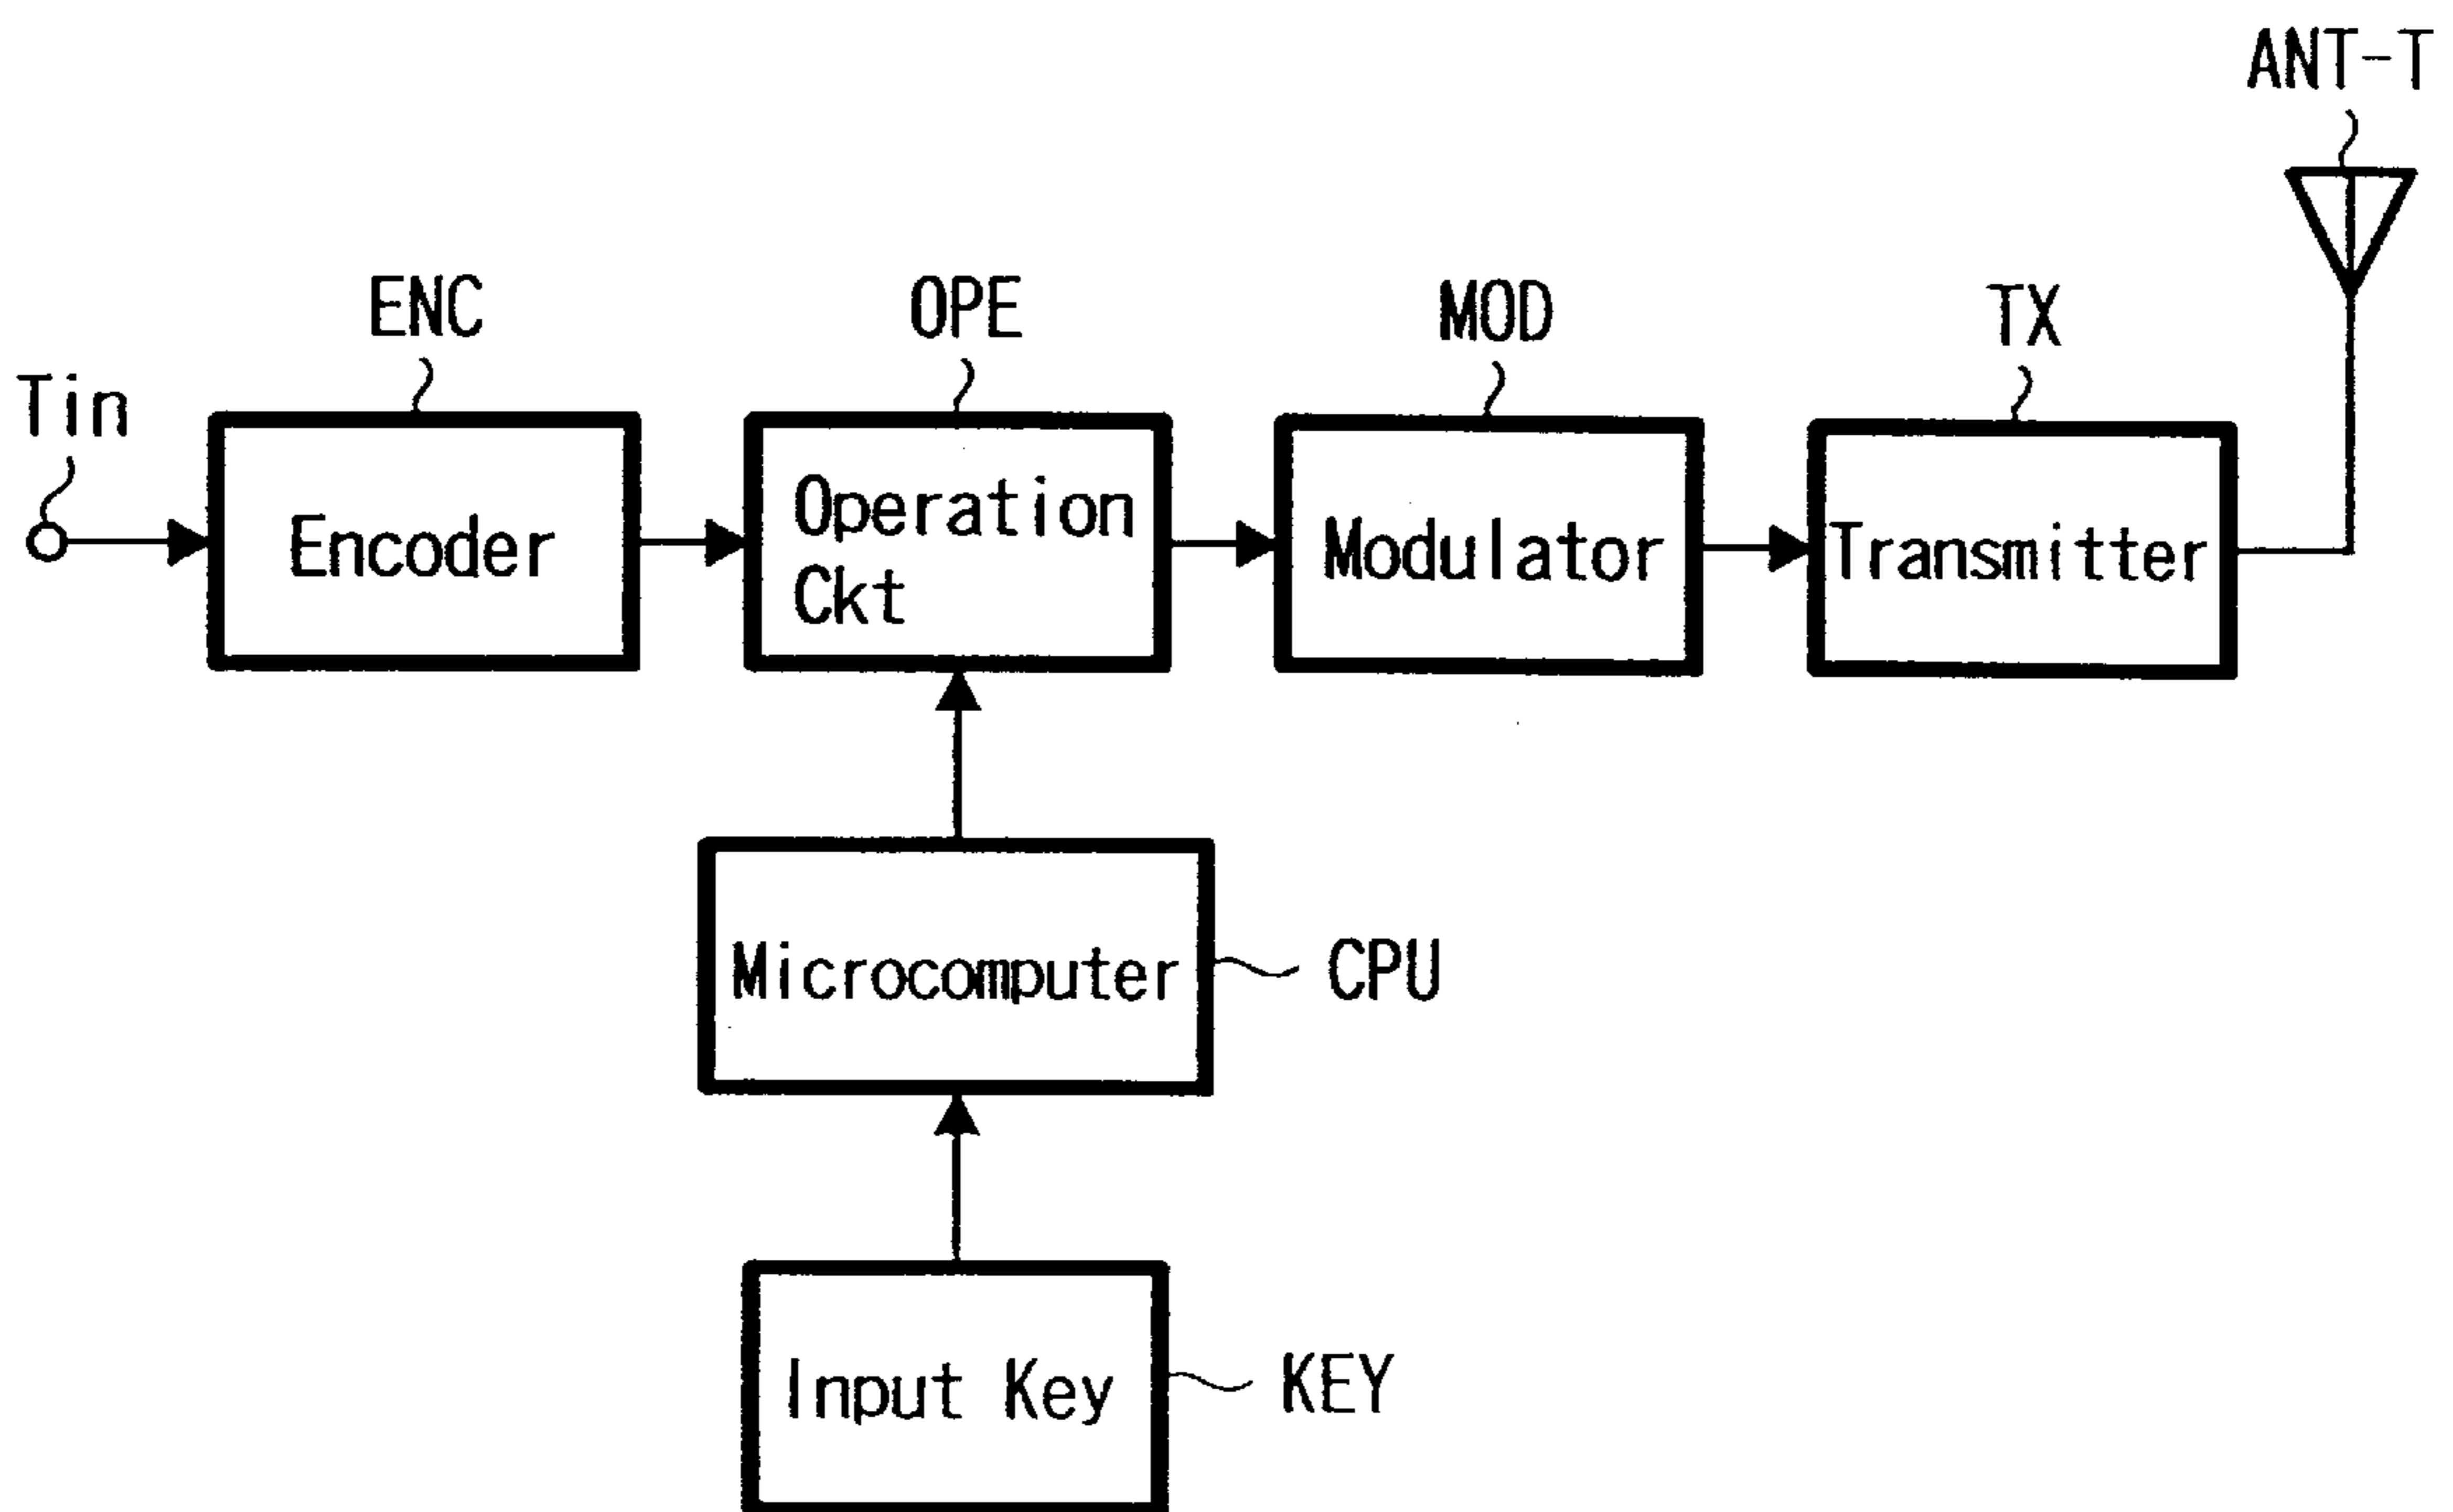 ANT-T
ENC
OPE
MOD
TX
Tin
Encoder
Operation
Ckt
Modulator
Transmitter
Microcomputer
CPU
Input Key
KEY